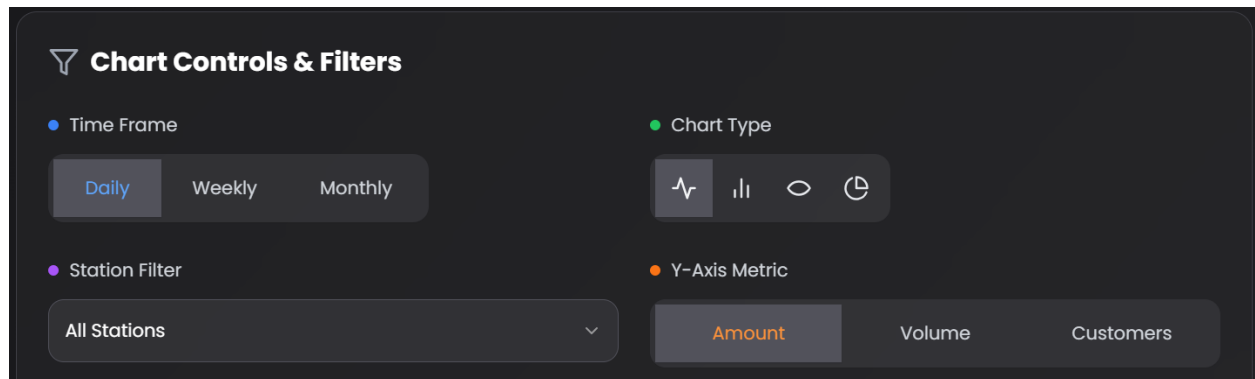 Chart Controls & Filters
Time Frame
Chart Type
Daily Weekly Monthly
Station Filter
Y-Axis Metric
All Stations
Amount Volume Customers